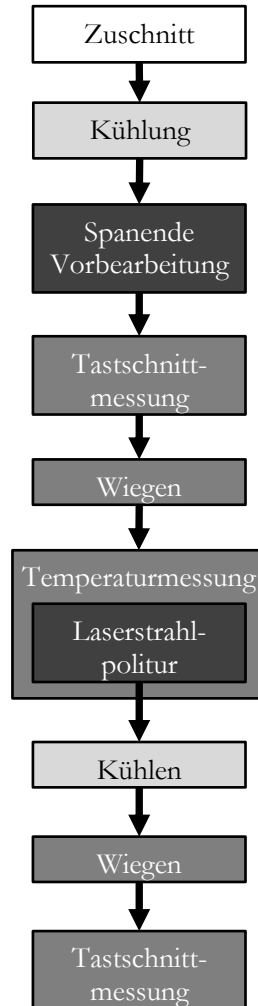 Zuschnitt
Kühlung
Spanende
Vorbearbeitung
Tastschnitt-
messung
Wiegen
Temperaturmessung
Laserstrahl-
politur
Kühlen
Wiegen
Tastschnitt-
messung